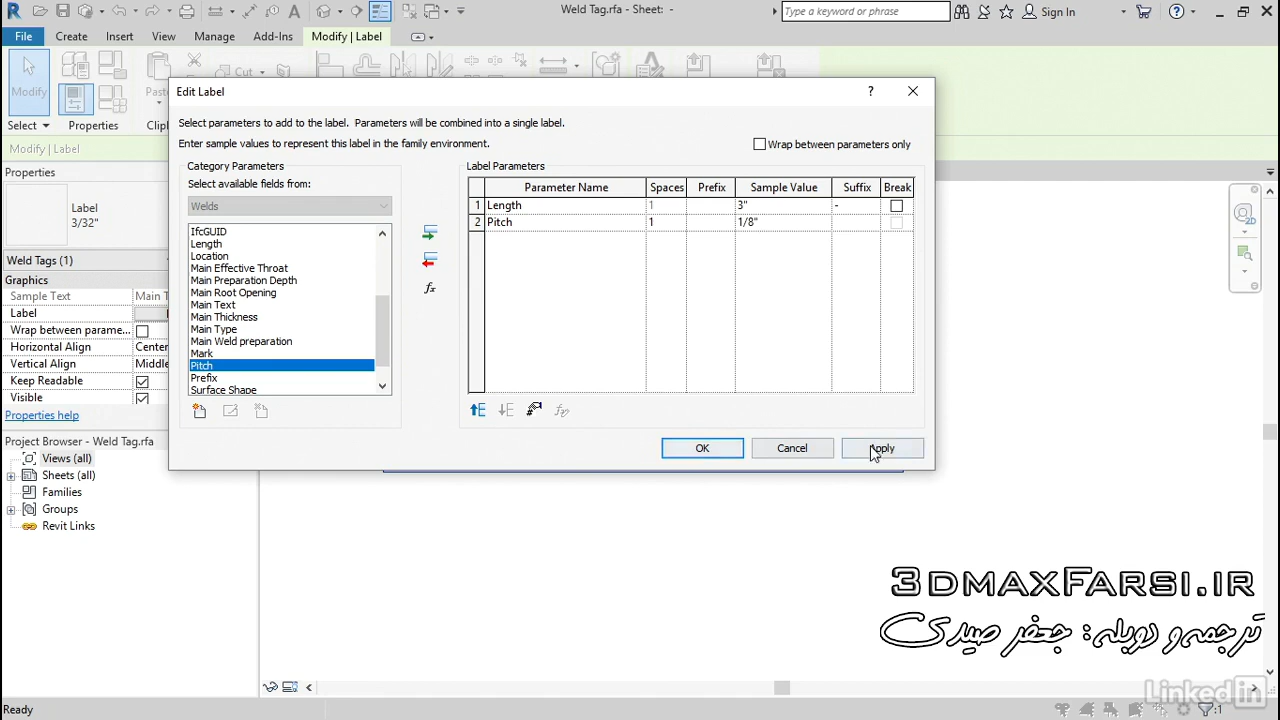 Weld Tag.rfa - Sheet: -
Type a keyword or phrase
Sign In
File Create Insert View Manage Add-Ins Modify | Label
Modify
Paste
Cut
Select Properties
Modify | Label
Properties
Label
3/32"
Weld Tags (1)
Graphics
Sample Text
Label
Wrap between parame...
Horizontal Align Center
Vertical Align Middle
Keep Readable
Visible
Properties help
Project Browser - Weld Tag.rfa
Views (all)
Sheets (all)
Families
Groups
Revit Links
Edit Label
Select parameters to add to the label. Parameters will be combined into a single label.
Enter sample values to represent this label in the family environment.
Wrap between parameters only
Category Parameters
Select available fields from:
Welds
IfcGUID
Length
Location
Main Effective Throat
Main Preparation Depth
Main Root Opening
Main Text
Main Thickness
Main Type
Main Weld preparation
Mark
Pitch
Prefix
Surface Shape
fx
Label Parameters
Parameter Name Spaces Prefix Sample Value Suffix Break
1 Length 1 3" -
2 Pitch 1 1/8"
OK Cancel Apply
3DMAXFARSI.IR
ترجمه و دوبله: جعفر صیدی
LinkedIn
Ready
:1